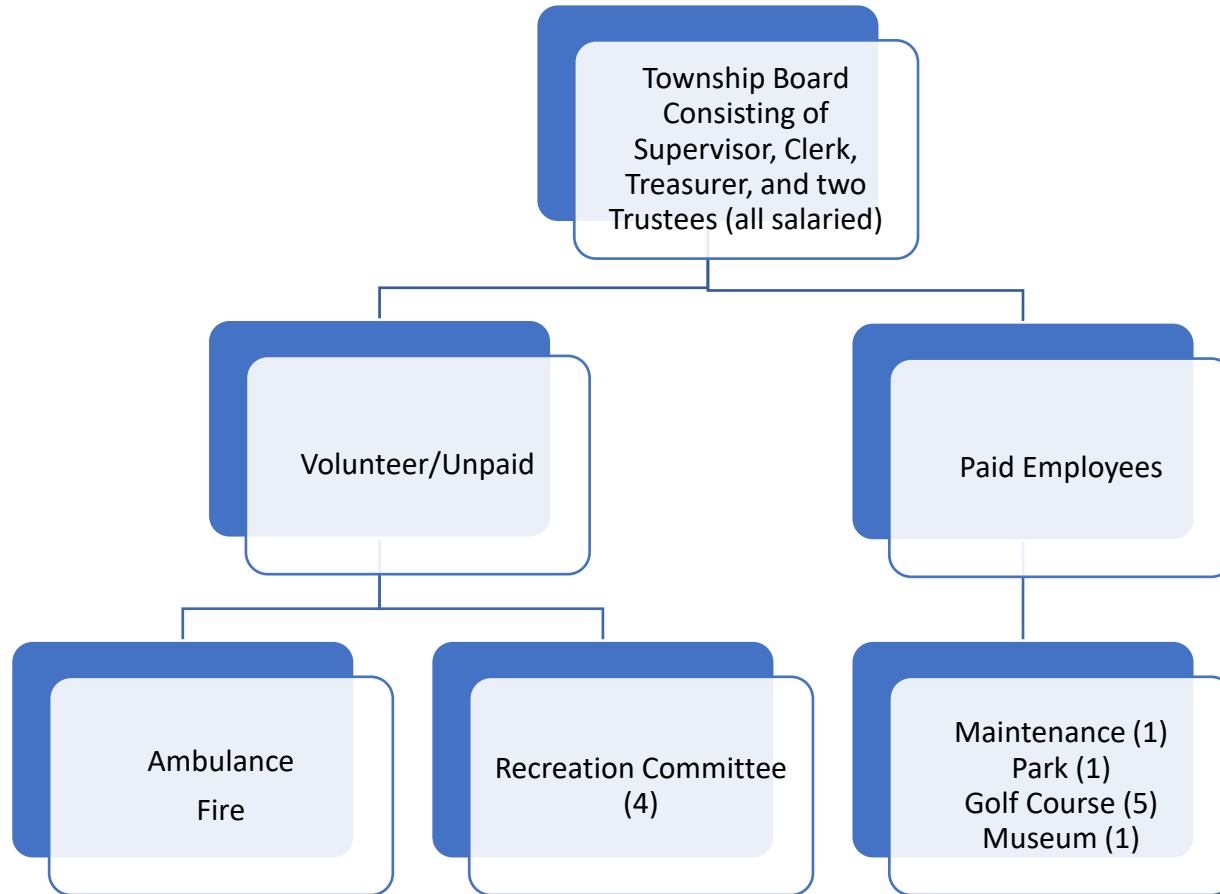 Township Board
Consisting of
Supervisor, Clerk,
Treasurer, and two
Trustees (all salaried)
Volunteer/Unpaid
Paid Employees
Ambulance
Fire
Recreation Committee
(4)
Maintenance (1)
Park (1)
Golf Course (5)
Museum (1)